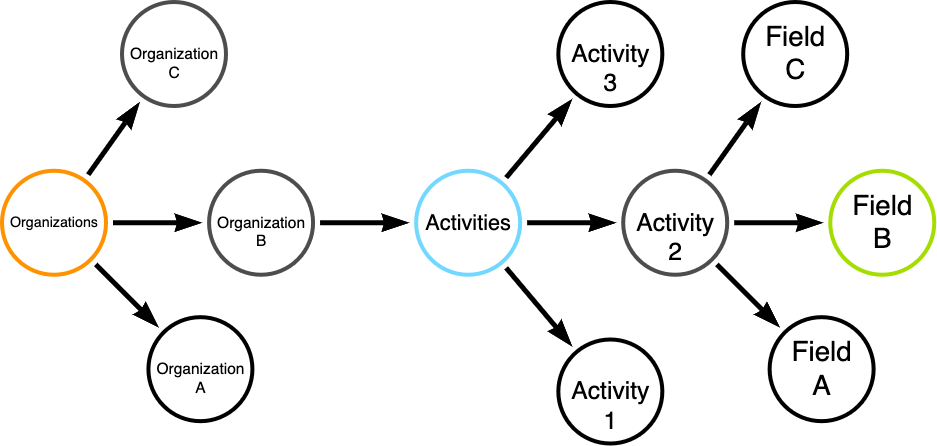 Organization
C
Activity
3
Field
C
Organizations
Organization
B
Activities
Activity
2
Field
B
Organization
A
Activity
1
Field
A